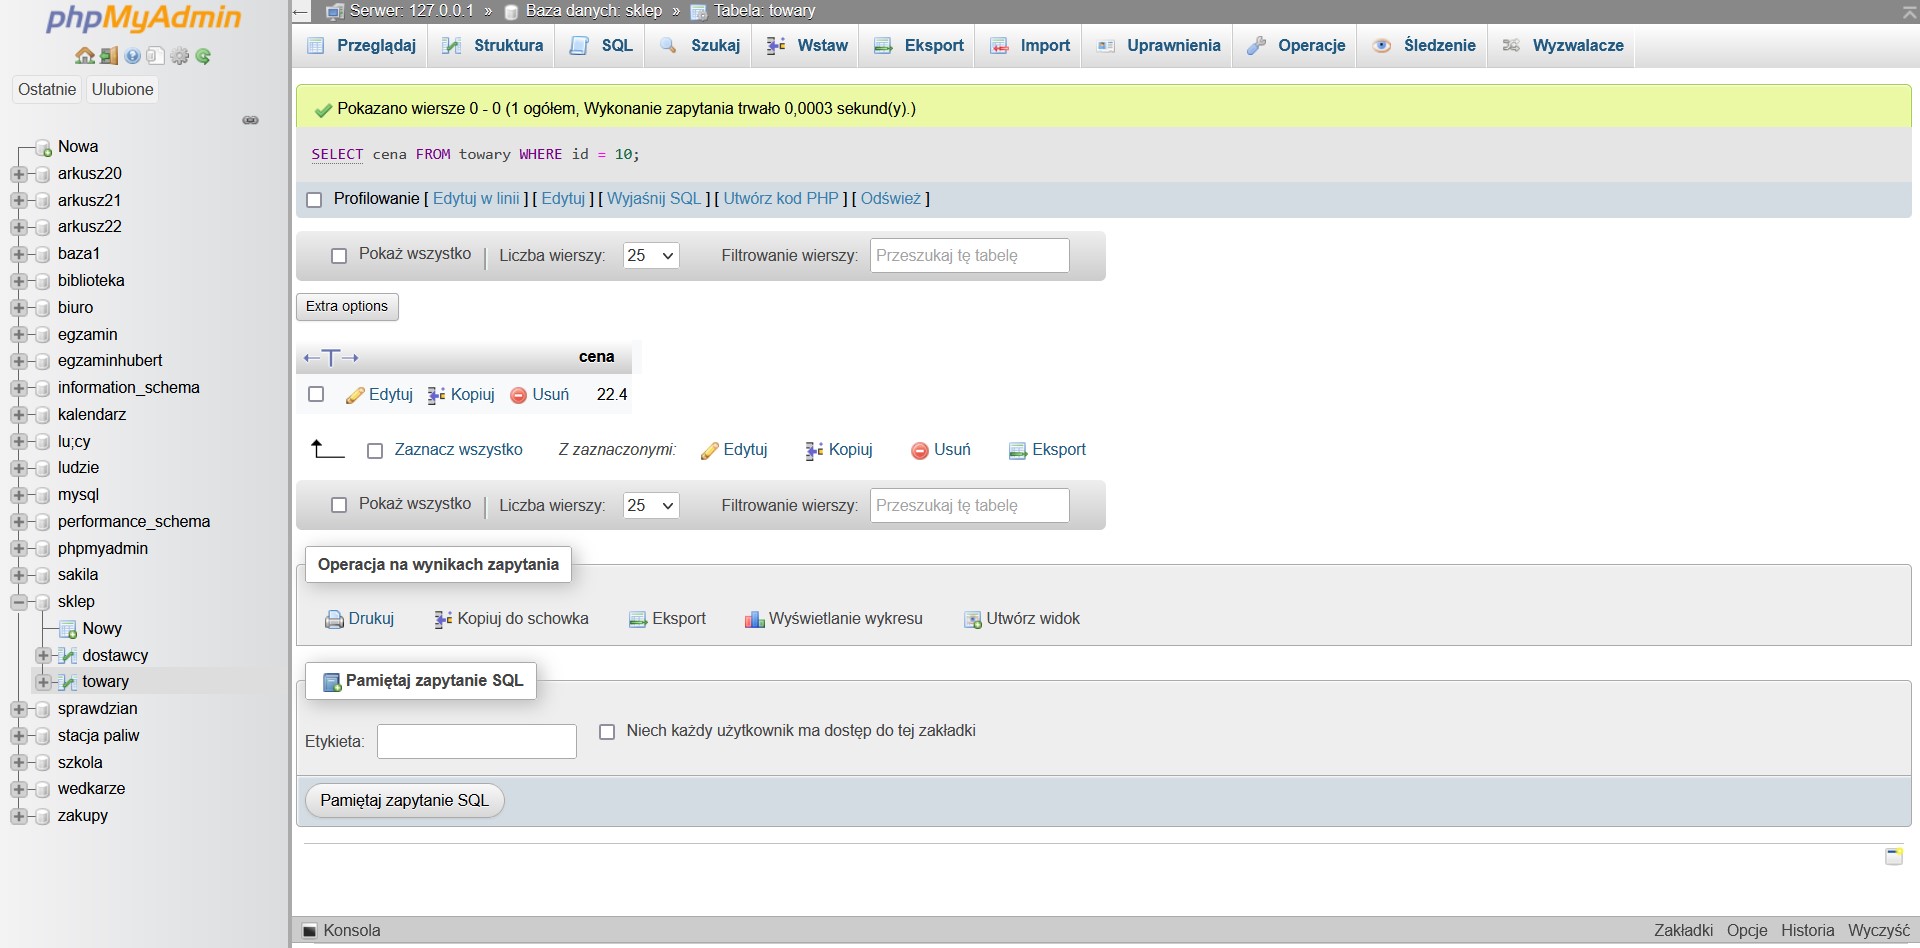 phpMyAdmin
Ostatnie Ulubione
Nowa
arkusz20
arkusz21
arkusz22
baza1
biblioteka
biuro
egzamin
egzaminhubert
information_schema
kalendarz
lu;cy
ludzie
mysql
performance_schema
phpmyadmin
sakila
sklep
Nowy
dostawcy
towary
sprawdzian
stacja paliw
szkola
wedkarze
zakupy
Serwer: 127.0.0.1 » Baza danych: sklep » Tabela: towary
Przeglądaj Struktura SQL Szukaj Wstaw Eksport Import Uprawnienia Operacje Śledzenie Wyzwalacze
Pokazano wiersze 0 - 0 (1 ogółem, Wykonanie zapytania trwało 0,0003 sekund(y).)
SELECT cena FROM towary WHERE id = 10;
Profilowanie [ Edytuj w linii ] [ Edytuj ] [ Wyjaśnij SQL ] [ Utwórz kod PHP ] [ Odśwież ]
Pokaż wszystko | Liczba wierszy: 25 Filtrowanie wierszy: Przeszukaj tę tabelę
Extra options
←T→ cena
Edytuj Kopiuj Usuń 22.4
Zaznacz wszystko Z zaznaczonymi: Edytuj Kopiuj Usuń Eksport
Pokaż wszystko | Liczba wierszy: 25 Filtrowanie wierszy: Przeszukaj tę tabelę
Operacja na wynikach zapytania
Drukuj Kopiuj do schowka Eksport Wyświetlanie wykresu Utwórz widok
Pamiętaj zapytanie SQL
Etykieta: Niech każdy użytkownik ma dostęp do tej zakładki
Pamiętaj zapytanie SQL
Konsola Zakładki Opcje Historia Wyczyść